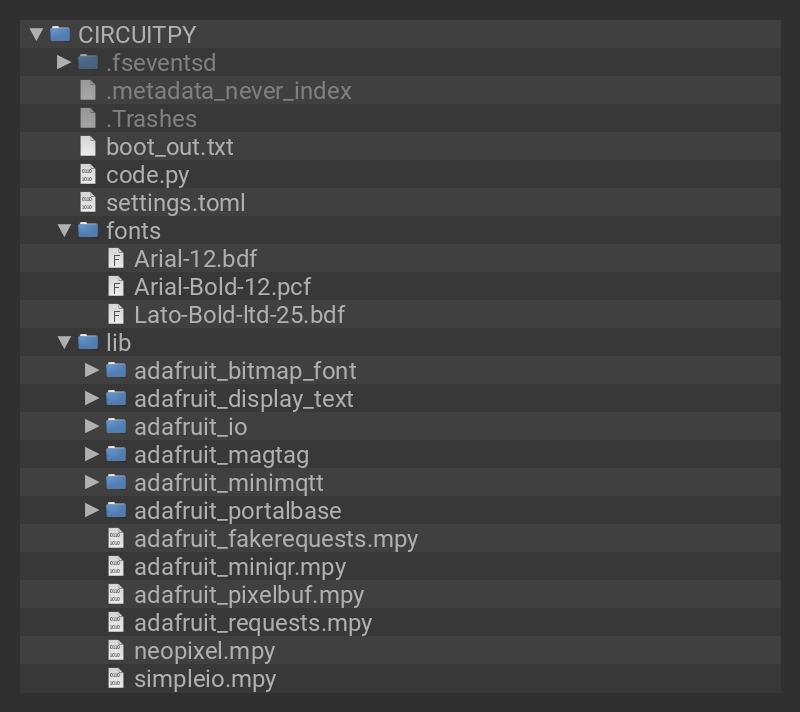 CIRCUITPY
.fseventsd
.metadata_never_index
.Trashes
boot_out.txt
code.py
settings.toml
fonts
Arial-12.bdf
Arial-Bold-12.pcf
Lato-Bold-ltd-25.bdf
lib
adafruit_bitmap_font
adafruit_display_text
adafruit_io
adafruit_magtag
adafruit_minimqtt
adafruit_portalbase
adafruit_fakerequests.mpy
adafruit_miniqr.mpy
adafruit_pixelbuf.mpy
adafruit_requests.mpy
neopixel.mpy
simpleio.mpy